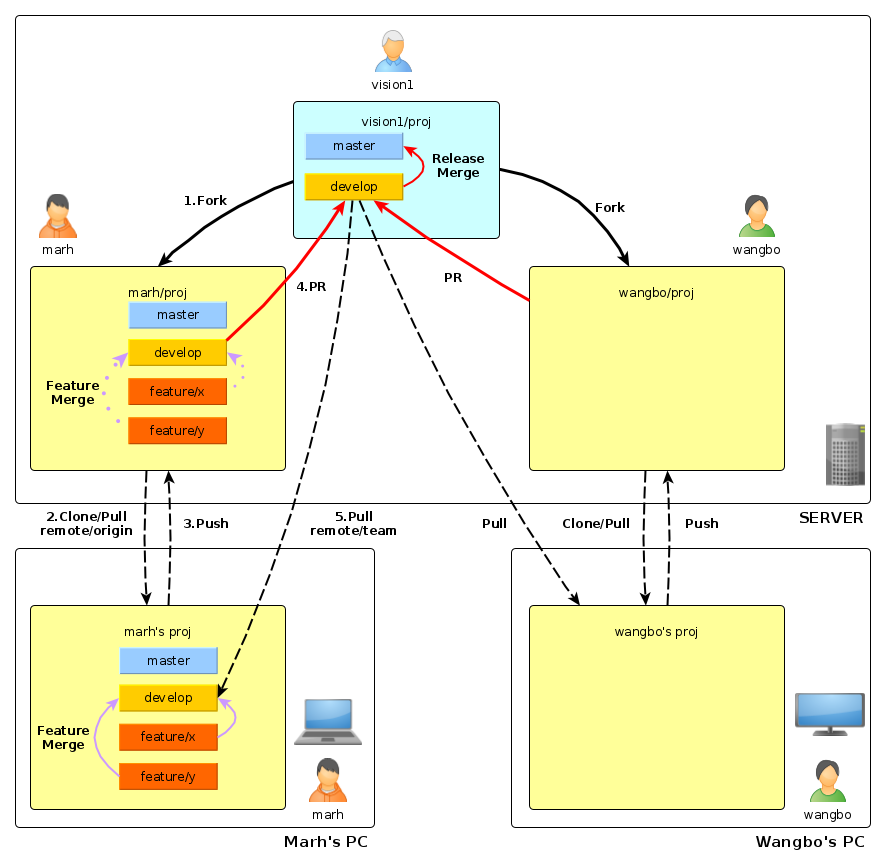 vision1
vision1/proj
master
Release
Merge
develop
1.Fork
Fork
marh
wangbo
4.PR
PR
marh/proj
master
develop
feature/x
feature/y
Feature
Merge
wangbo/proj
SERVER
2.Clone/Pull
remote/origin
3.Push
5.Pull
remote/team
Pull
Clone/Pull
Push
marh's proj
master
develop
feature/x
feature/y
Feature
Merge
marh
Marh's PC
wangbo's proj
wangbo
Wangbo's PC